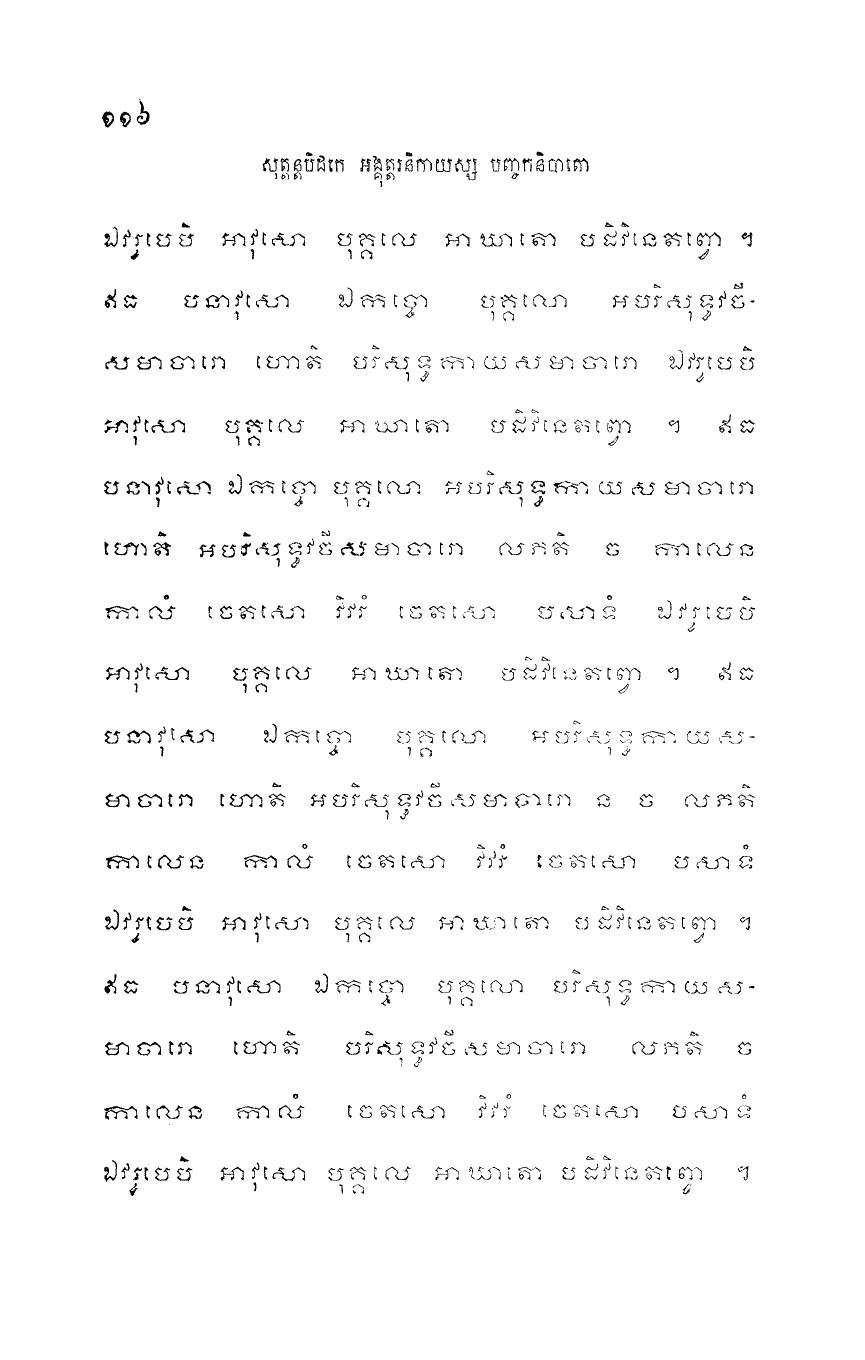 ១១៦
សុត្តន្តបិដកេ អង្គុត្តរនិកាយស្ស បញ្ចកនិបាតោ
ឯវរូបេបិ អាវុសោ បុគ្គលេ អាឃាតោ បដិវិនេតព្វោ ។
ឥធ បនាវុសោ ឯកច្ចោ បុគ្គលោ អបរិសុទ្ធវចី-
សមាចារោ ហោតិ បរិសុទ្ធកាយសមាចារោ ឯវរូបេបិ
អាវុសោ បុគ្គលេ អាឃាតោ បដិវិនេតព្វោ ។ ឥធ
បនាវុសោ ឯកច្ចោ បុគ្គលោ អបរិសុទ្ធកាយសមាចារោ
ហោតិ អបរិសុទ្ធវចីសមាចារោ លភតិ ច កាលេន
កាលំ ចេតសោ វិវរំ ចេតសោ បសាទំ ឯវរូបេបិ
អាវុសោ បុគ្គលេ អាឃាតោ បដិវិនេតព្វោ ។ ឥធ
បនាវុសោ ឯកច្ចោ បុគ្គលោ អបរិសុទ្ធកាយស-
មាចារោ ហោតិ អបរិសុទ្ធវចីសមាចារោ ន ច លភតិ
កាលេន កាលំ ចេតសោ វិវរំ ចេតសោ បសាទំ
ឯវរូបេបិ អាវុសោ បុគ្គលេ អាឃាតោ បដិវិនេតព្វោ ។
ឥធ បនាវុសោ ឯកច្ចោ បុគ្គលោ បរិសុទ្ធកាយស-
មាចារោ ហោតិ បរិសុទ្ធវចីសមាចារោ លភតិ ច
កាលេន កាលំ ចេតសោ វិវរំ ចេតសោ បសាទំ
ឯវរូបេបិ អាវុសោ បុគ្គលេ អាឃាតោ បដិវិនេតព្វោ ។